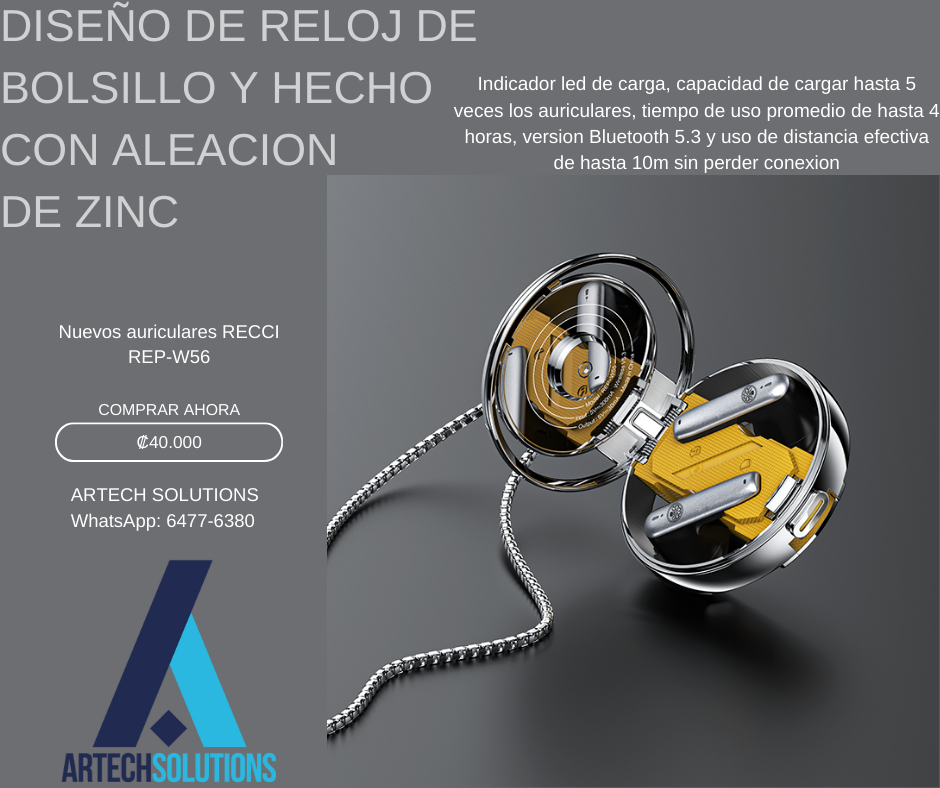 DISEÑO DE RELOJ DE
BOLSILLO Y HECHO
CON ALEACION
DE ZINC
Indicador led de carga, capacidad de cargar hasta 5
veces los auriculares, tiempo de uso promedio de hasta 4
horas, version Bluetooth 5.3 y uso de distancia efectiva
de hasta 10m sin perder conexion
Nuevos auriculares RECCI
REP-W56
COMPRAR AHORA
₡40.000
ARTECH SOLUTIONS
WhatsApp: 6477-6380
ARTECHSOLUTIONS